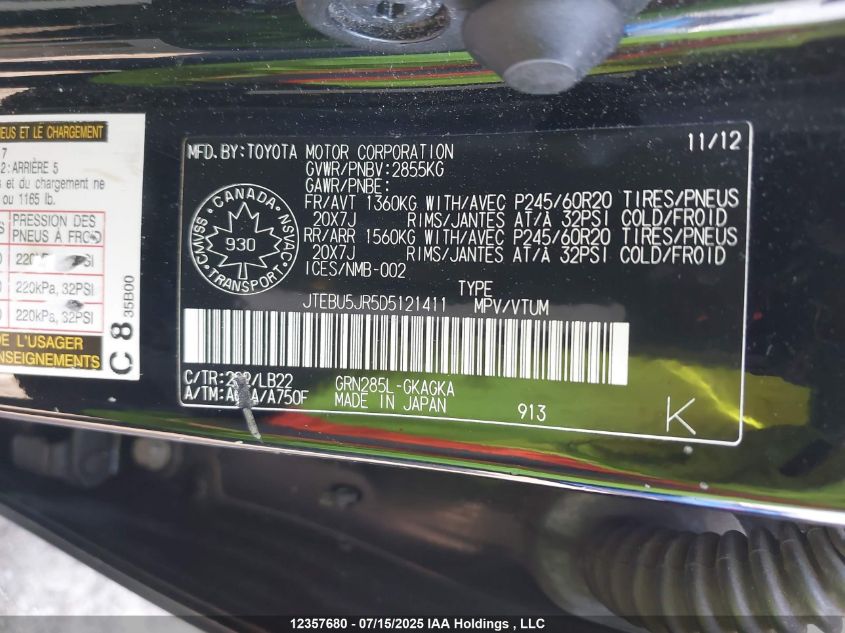 PNEUS ET LE CHARGEMENT
7
2:ARRIÈRE 5
s et du chargement ne
ou 1165 lb.
PRESSION DES
PNEUS À FROID
PSI
220kPa, 32PSI
220kPa, 32PSI
DE L'USAGER
RENSEIGNEMENTS
C8
35B00
MFD.BY:TOYOTA MOTOR CORPORATION 11/12
GVWR/PNBV:2855KG
GAWR/PNBE:
FR/AVT 1360KG WITH/AVEC P245/60R20 TIRES/PNEUS
20X7J RIMS/JANTES AT/A 32PSI COLD/FROID
RR/ARR 1560KG WITH/AVEC P245/60R20 TIRES/PNEUS
20X7J RIMS/JANTES AT/A 32PSI COLD/FROID
ICES/NMB-002
CANADA
CMVSS NSVAC
930
TRANSPORT
TYPE
JTEBU5JR5D5121411 MPV/VTUM
C/TR: /LB22 GRN285L-GKAGKA
A/TM: /A750F MADE IN JAPAN 913 K
12357680 - 07/15/2025 IAA Holdings , LLC